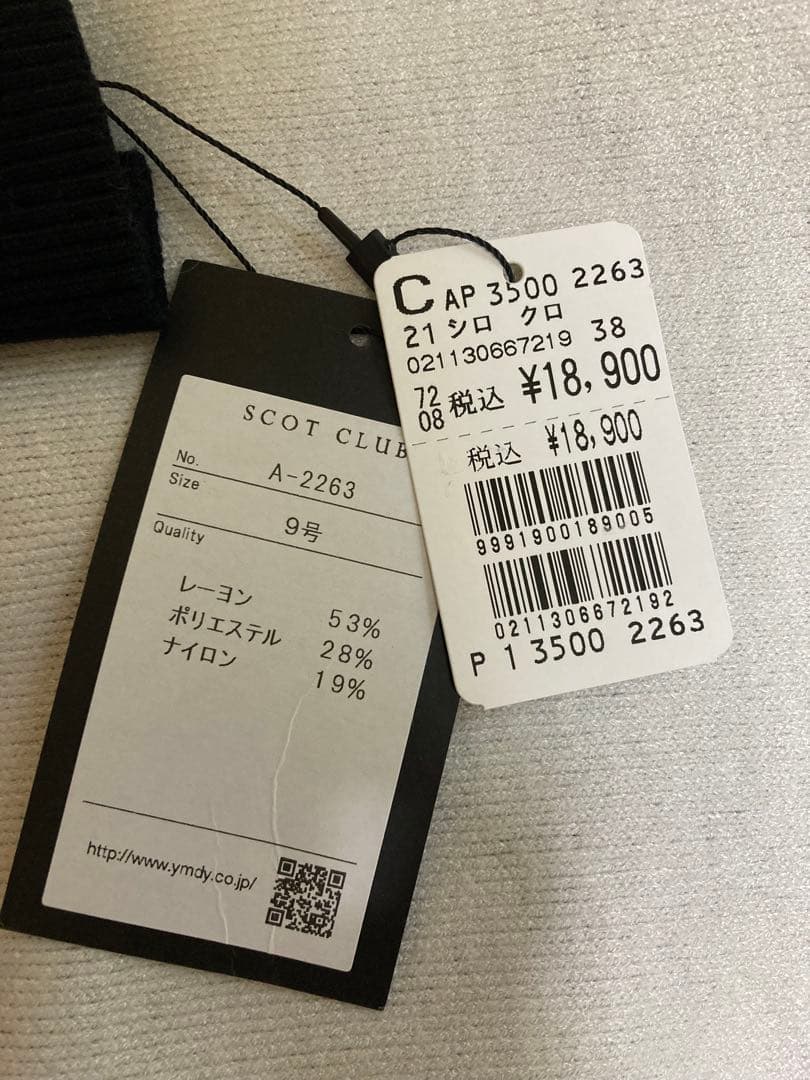 SCOT CLUB
No. A-2263
Size 9号
Quality
レーヨン 53%
ポリエステル 28%
ナイロン 19%
http://www.ymdy.co.jp/
C AP 3500 2263
21 シロ クロ
021130667219 38
72
08 税込 ¥18,900
税込 ¥18,900
9991900189005
0211306672192
P 1 3500 2263